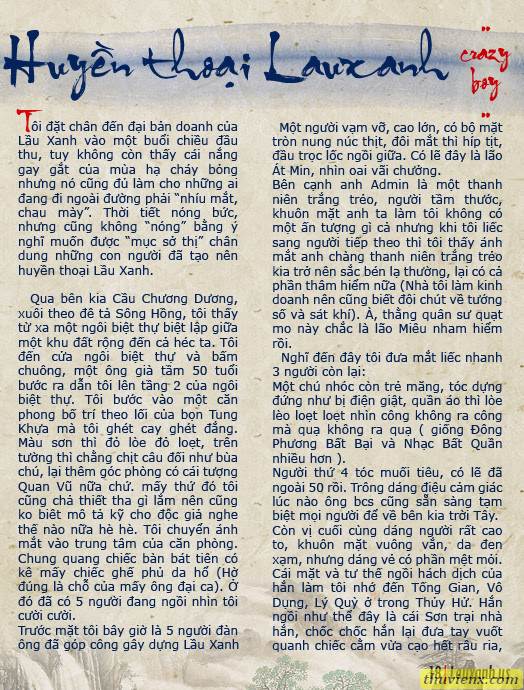 Huyền thoại Lauxanh
"
crazy
boy
"
Tôi đặt chân đến đại bản doanh của
Lầu Xanh vào một buổi chiều đầu
thu, tuy không còn thấy cái nắng
gay gắt của mùa hạ cháy bỏng
nhưng nó cũng đủ làm cho những ai
đang đi ngoài đường phải "nhíu mắt,
chau mày". Thời tiết nóng bức,
nhưng cũng không "nóng" bằng ý
nghĩ muốn được "mục sở thị" chân
dung những con người đã tạo nên
huyền thoại Lầu Xanh.
Qua bên kia Cầu Chương Dương,
xuôi theo đê tả Sông Hồng, tôi thấy
từ xa một ngôi biệt thự biệt lập giữa
một khu đất rộng đến cả héc ta. Tôi
đến cửa ngôi biệt thự và bấm
chuông, một ông già tầm 50 tuổi
bước ra dẫn tôi lên tầng 2 của ngôi
biệt thự. Tôi bước vào một căn
phong bố trí theo lối của bọn Tung
Khựa mà tôi ghét cay ghét đắng.
Màu sơn thì đỏ lòe đỏ loẹt, trên
tường thì chằng chịt câu đối như bùa
chú, lại thêm góc phòng có cái tượng
Quan Vũ nữa chứ. mấy thứ đó tôi
cũng chả thiết tha gì lắm nên cũng
ko biêt mô tả kỹ cho độc giả nghe
thế nào nữa hè hè. Tôi chuyển ánh
mắt vào trung tâm của căn phòng.
Chung quang chiếc bàn bát tiên có
kê mấy chiếc ghế phủ da hổ (Hờ
đúng là chỗ của mấy ông đại ca). Ở
đó đã có 5 người đang ngồi nhìn tôi
cười cười.
Trước mặt tôi bây giờ là 5 người đàn
ông đã góp công gây dựng Lầu Xanh
Một người vạm vỡ, cao lớn, có bộ mặt
tròn nung núc thịt, đôi mắt thì híp tịt,
đầu trọc lốc ngồi giữa. Có lẽ đây là lão
Át Min, nhìn oai vãi chưởng.
Bên cạnh anh Admin là một thanh
niên trắng trẻo, người tầm thước,
khuôn mặt anh ta làm tôi không có
một ấn tượng gì cả nhưng khi tôi liếc
sang người tiếp theo thì tôi thấy ánh
mắt anh chàng thanh niên trắng trẻo
kia trở nên sắc bén lạ thường, lại có cả
phần thâm hiểm nữa (Nhà tôi làm kinh
doanh nên cũng biết đôi chút về tướng
số và sát khí). À, thằng quân sư quạt
mo này chắc là lão Miêu nham hiểm
rồi.
Nghĩ đến đây tôi đưa mắt liếc nhanh
3 người còn lại:
Một chú nhóc còn trẻ măng, tóc dựng
đứng như bị điện giật, quần áo thì lòe
lèo loẹt loẹt nhìn công không ra công
mà quạ không ra quạ ( giống Đông
Phương Bất Bại và Nhạc Bất Quần
nhiều hơn ).
Người thứ 4 tóc muối tiêu, có lẽ đã
ngoài 50 rồi. Trông dáng điệu cảm giác
lúc nào ông bcs cũng sẵn sàng tạm
biệt mọi người để về bên kia trời Tây.
Còn vị cuối cùng dáng người rất cao
to, khuôn mặt vuông vắn, da đen
xạm, nhưng dáng vẻ có phần mệt mỏi.
Cái mặt và tư thế ngồi hách dịch của
hắn làm tôi nhớ đến Tống Gian, Vô
Dụng, Lý Quỳ ở trong Thủy Hử. Hắn
ngồi như thể đây là cái Sơn trại nhà
hắn, chốc chốc hắn lại đưa tay vuốt
quanh chiếc cằm vừa cạo hết râu ria,
thuvienx.com